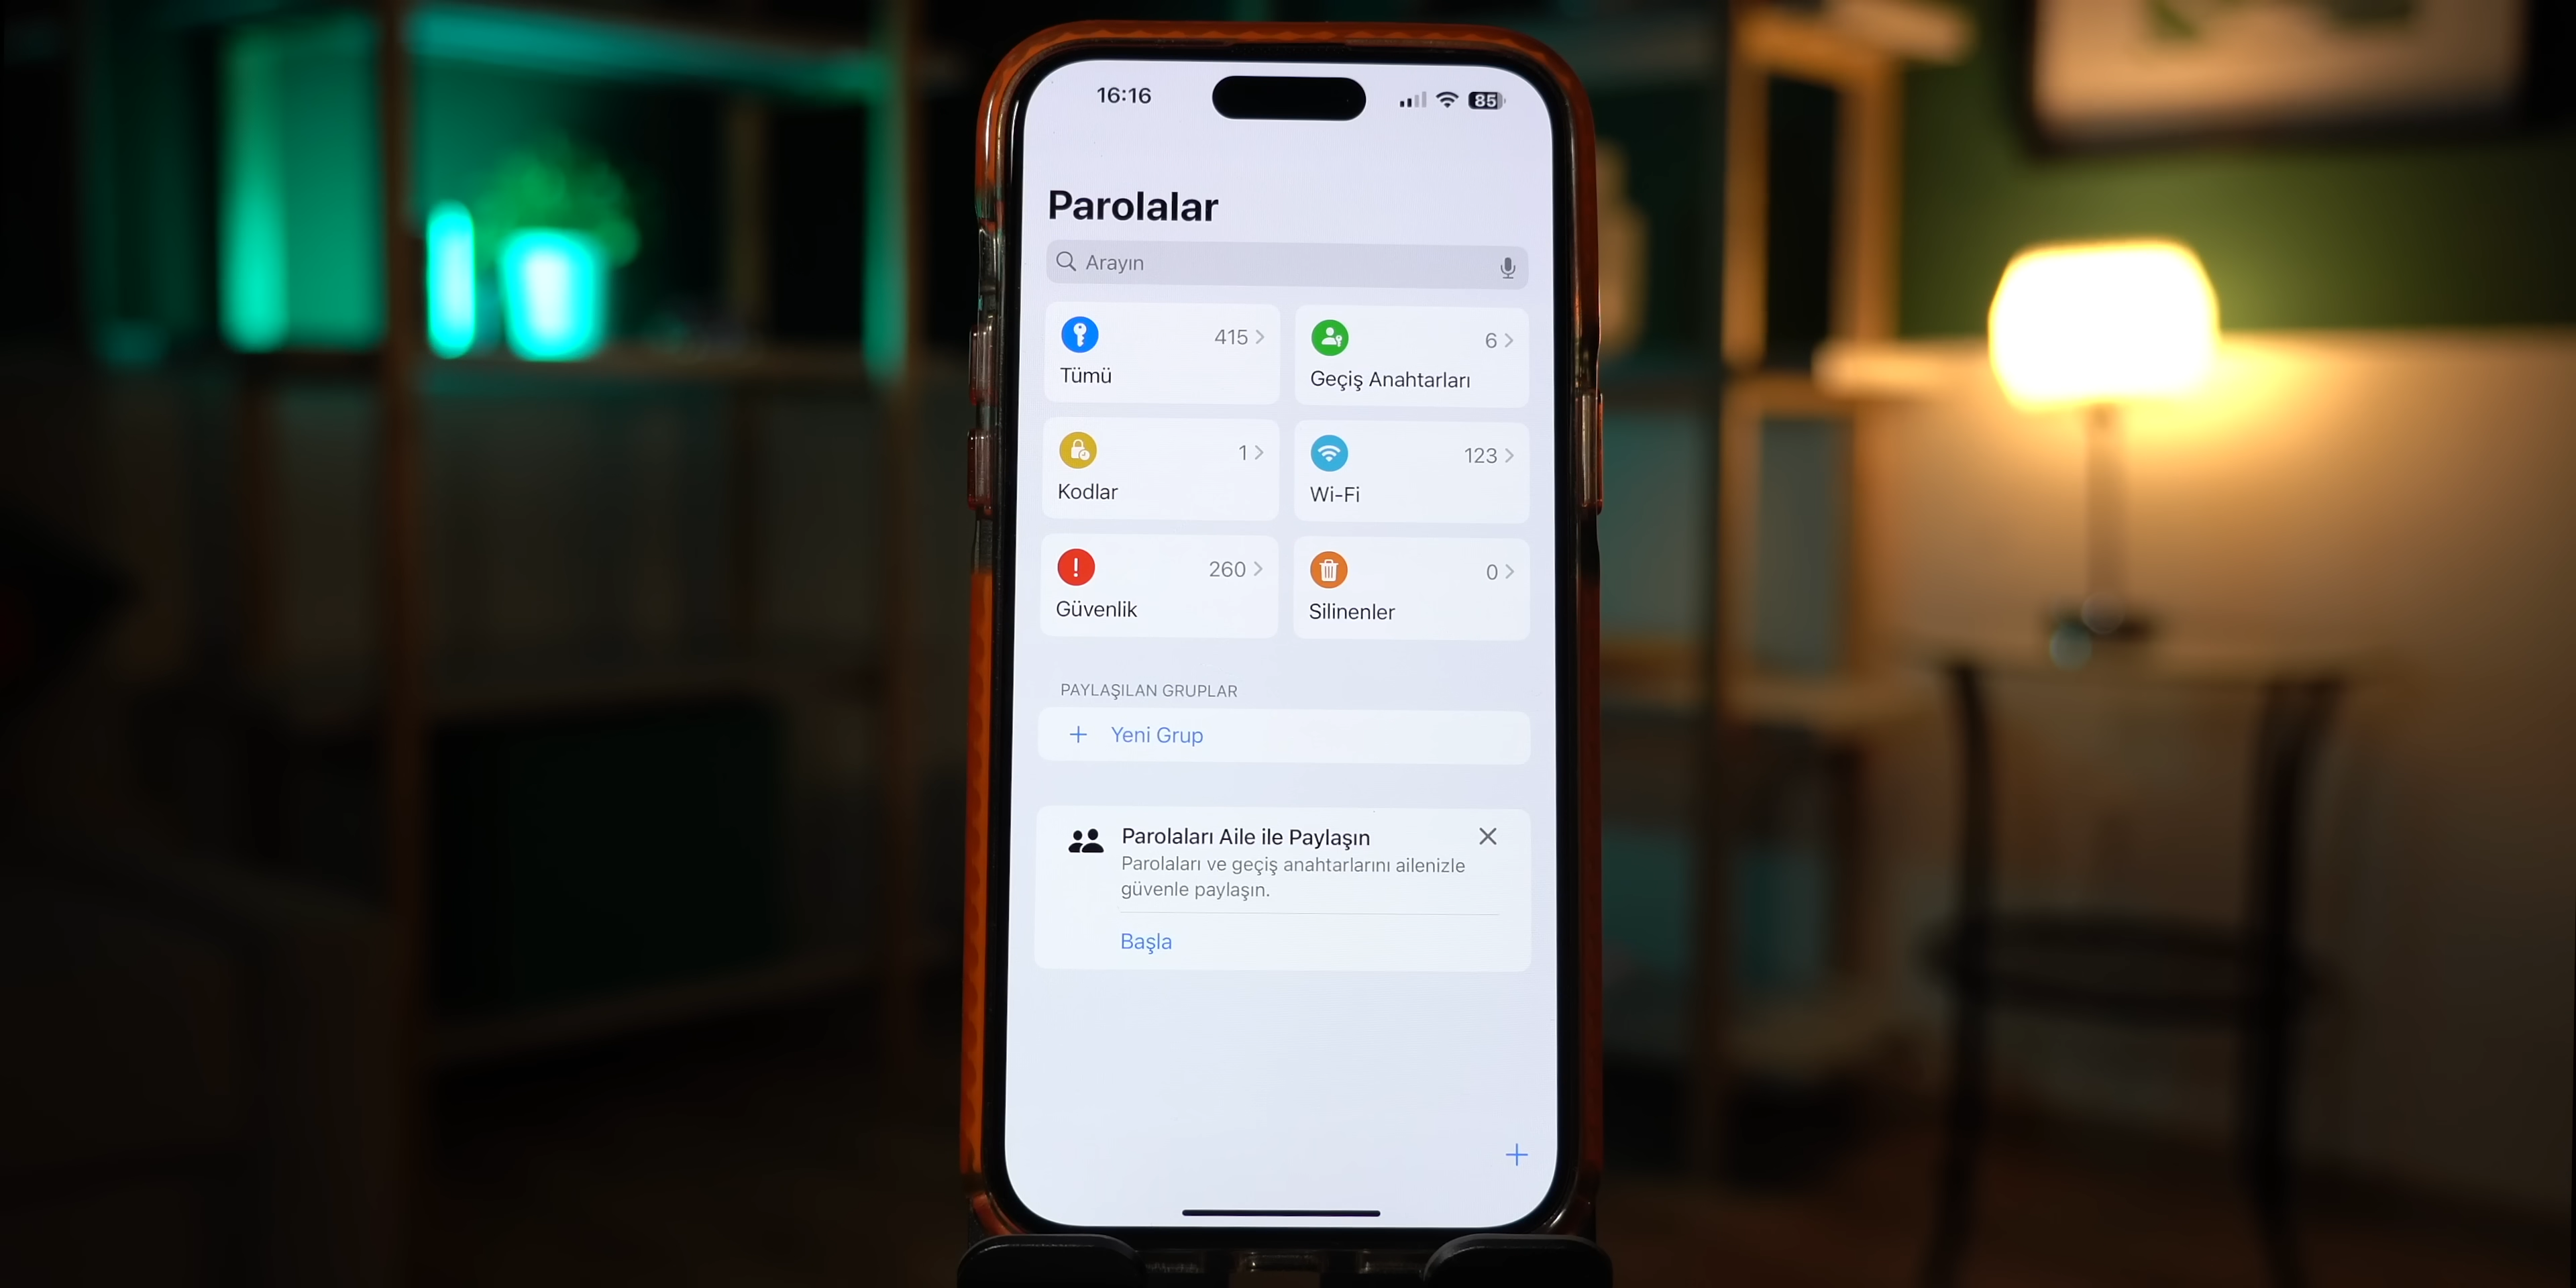 16:16
85
Parolalar
Arayın
415
Tümü
6
Geçiş Anahtarları
1
Kodlar
123
Wi-Fi
260
Güvenlik
0
Silinenler
PAYLAŞILAN GRUPLAR
+ Yeni Grup
Parolaları Aile ile Paylaşın
Parolaları ve geçiş anahtarlarını ailenizle
güvenle paylaşın.
Başla